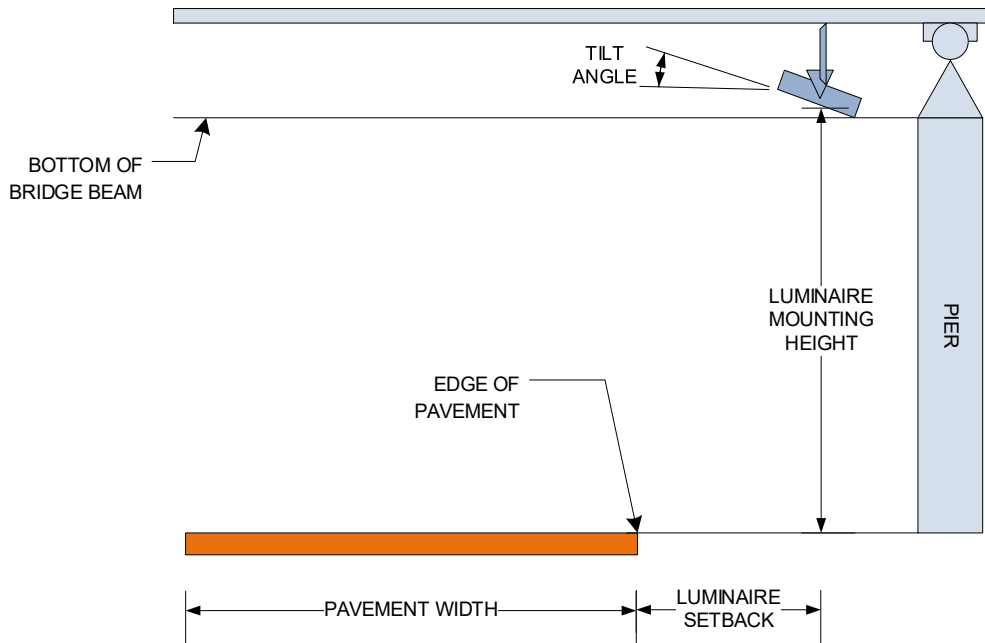 TILT
ANGLE
BOTTOM OF
BRIDGE BEAM
LUMINAIRE
MOUNTING
HEIGHT
PIER
EDGE OF
PAVEMENT
PAVEMENT WIDTH
LUMINAIRE
SETBACK